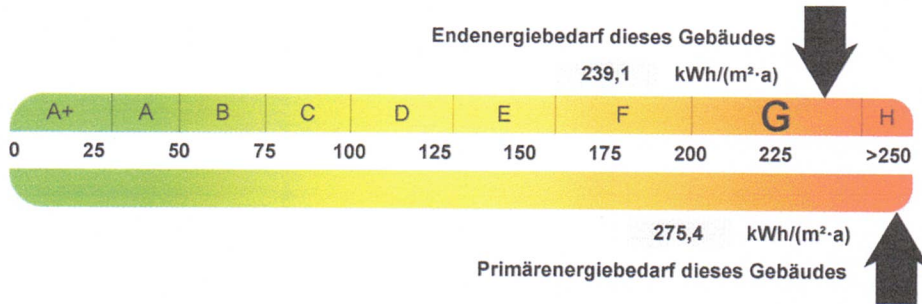 Endenergiebedarf dieses Gebäudes
239,1 kWh/(m²·a)
A+ A B C D E F G H
0 25 50 75 100 125 150 175 200 225 >250
275,4 kWh/(m²·a)
Primärenergiebedarf dieses Gebäudes